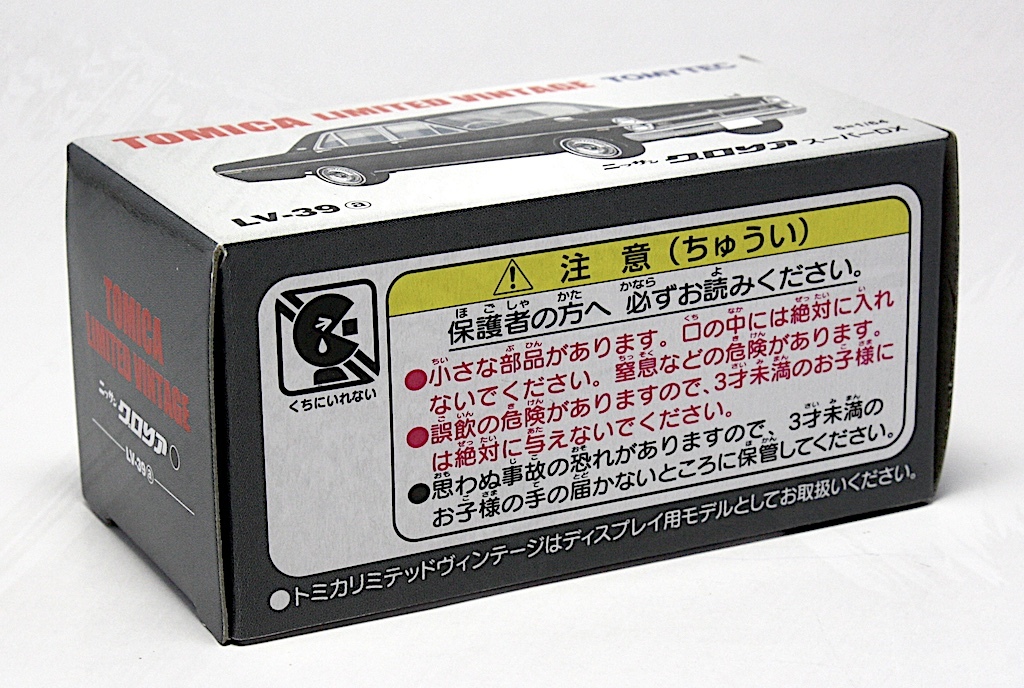 TOMICA LIMITED VINTAGE TOMYTEC
S=1/64
ニッサン グロリア スーパーDX
LV-39 ⓐ
TOMICA
LIMITED VINTAGE
ニッサン グロリア
LV-39 ⓐ
くちにいれない
注意(ちゅうい)
保護者の方へ 必ずお読みください。
●小さな部品があります。口の中には絶対に入れ
ないでください。窒息などの危険があります。
●誤飲の危険がありますので、3才未満のお子様に
は絶対に与えないでください。
●思わぬ事故の恐れがありますので、3才未満の
お子様の手の届かないところに保管してください。
●トミカリミテッドヴィンテージはディスプレイ用モデルとしてお取扱いください。